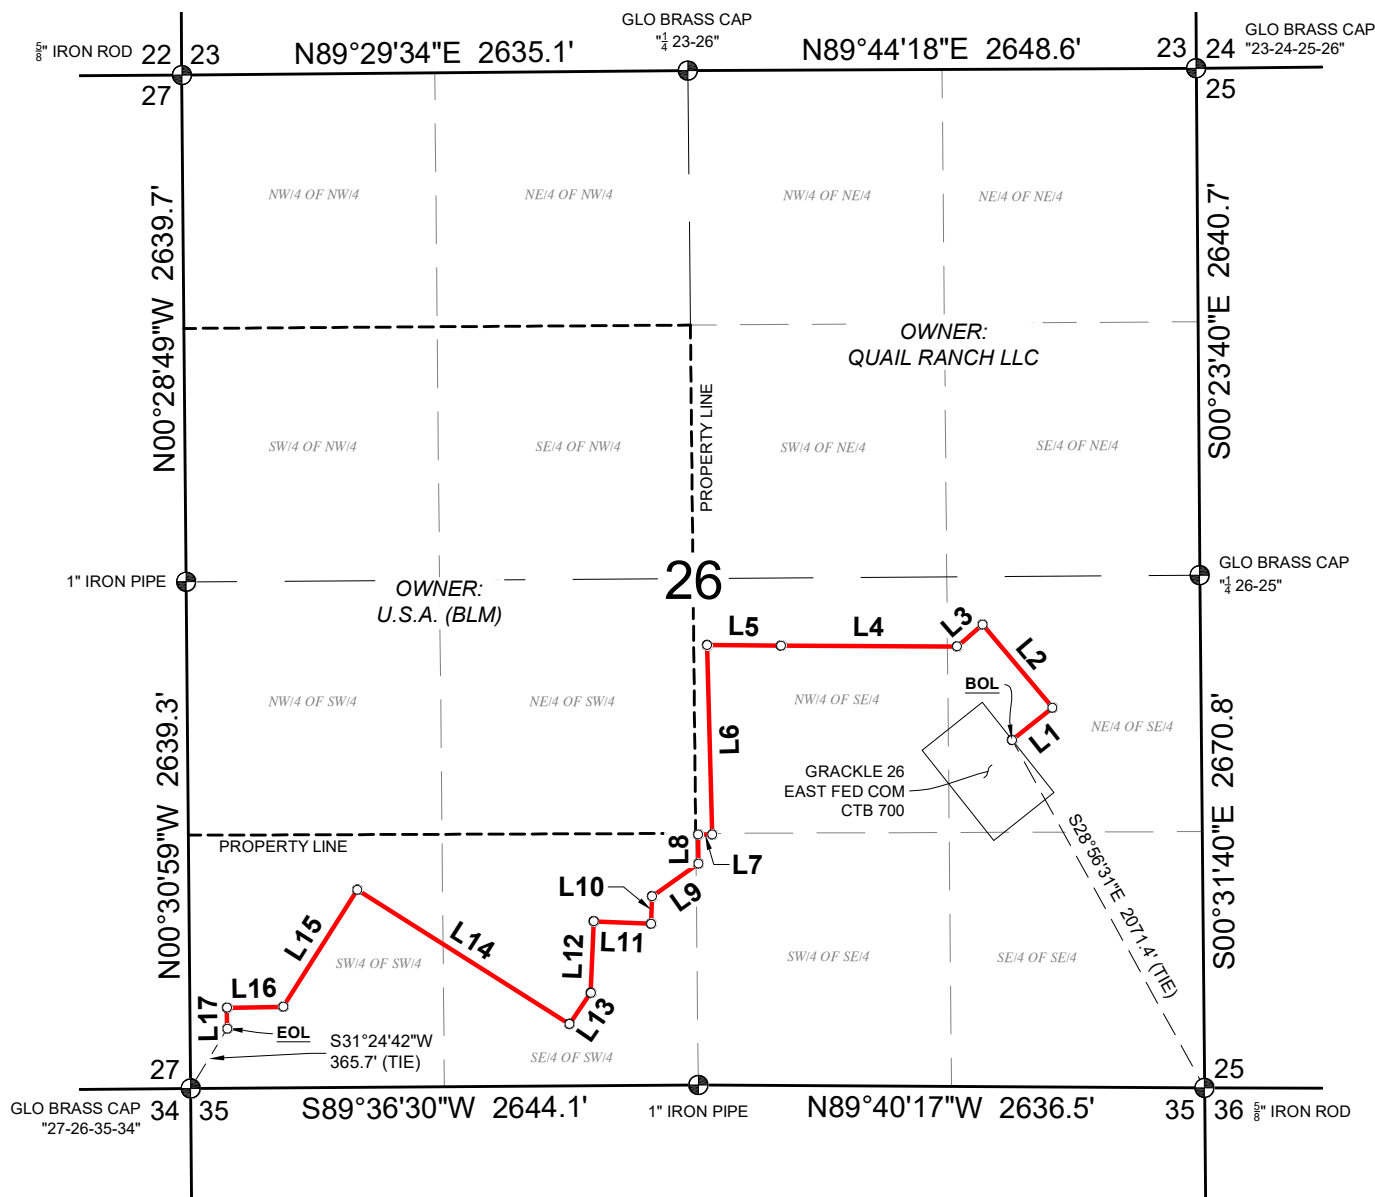 GLO BRASS CAP
"1/4 23-26"
GLO BRASS CAP
"23-24-25-26"
5/8" IRON ROD
22 23
N89°29'34"E 2635.1'
N89°44'18"E 2648.6'
23 24
27
25
NW/4 OF NW/4
NE/4 OF NW/4
NW/4 OF NE/4
NE/4 OF NE/4
N00°28'49"W 2639.7'
S00°23'40"E 2640.7'
OWNER:
QUAIL RANCH LLC
PROPERTY LINE
SW/4 OF NW/4
SE/4 OF NW/4
SW/4 OF NE/4
SE/4 OF NE/4
1" IRON PIPE
26
GLO BRASS CAP
"1/4 26-25"
OWNER:
U.S.A. (BLM)
L5
L4
L3
L2
BOL
L1
NW/4 OF SW/4
NE/4 OF SW/4
NW/4 OF SE/4
NE/4 OF SE/4
L6
GRACKLE 26
EAST FED COM
CTB 700
N00°30'59"W 2639.3'
S00°31'40"E 2670.8'
S28°56'31"E 2071.4' (TIE)
PROPERTY LINE
L8
L7
L10
L9
L15
L14
L12
L11
SW/4 OF SW/4
SW/4 OF SE/4
SE/4 OF SE/4
L17
L16
L13
EOL
S31°24'42"W
365.7' (TIE)
SE/4 OF SW/4
27
25
GLO BRASS CAP
"27-26-35-34"
34 35
S89°36'30"W 2644.1'
1" IRON PIPE
N89°40'17"W 2636.5'
35 36
5/8" IRON ROD